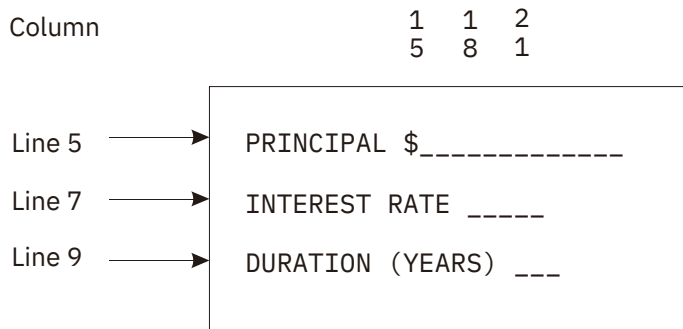 Column 1 1 2
5 8 1
Line 5 PRINCIPAL $_____________
Line 7 INTEREST RATE _____
Line 9 DURATION (YEARS) ___